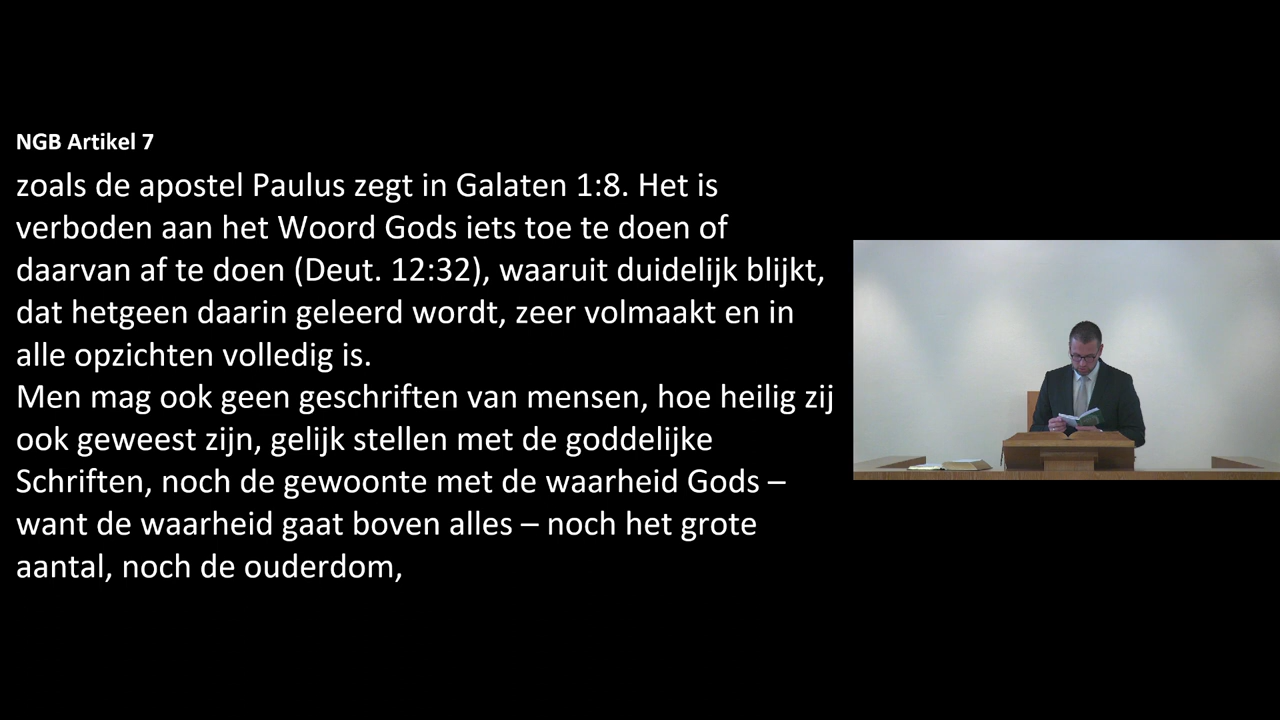 NGB Artikel 7
zoals de apostel Paulus zegt in Galaten 1:8. Het is
verboden aan het Woord Gods iets toe te doen of
daarvan af te doen (Deut. 12:32), waaruit duidelijk blijkt,
dat hetgeen daarin geleerd wordt, zeer volmaakt en in
alle opzichten volledig is.
Men mag ook geen geschriften van mensen, hoe heilig zij
ook geweest zijn, gelijk stellen met de goddelijke
Schriften, noch de gewoonte met de waarheid Gods –
want de waarheid gaat boven alles – noch het grote
aantal, noch de ouderdom,